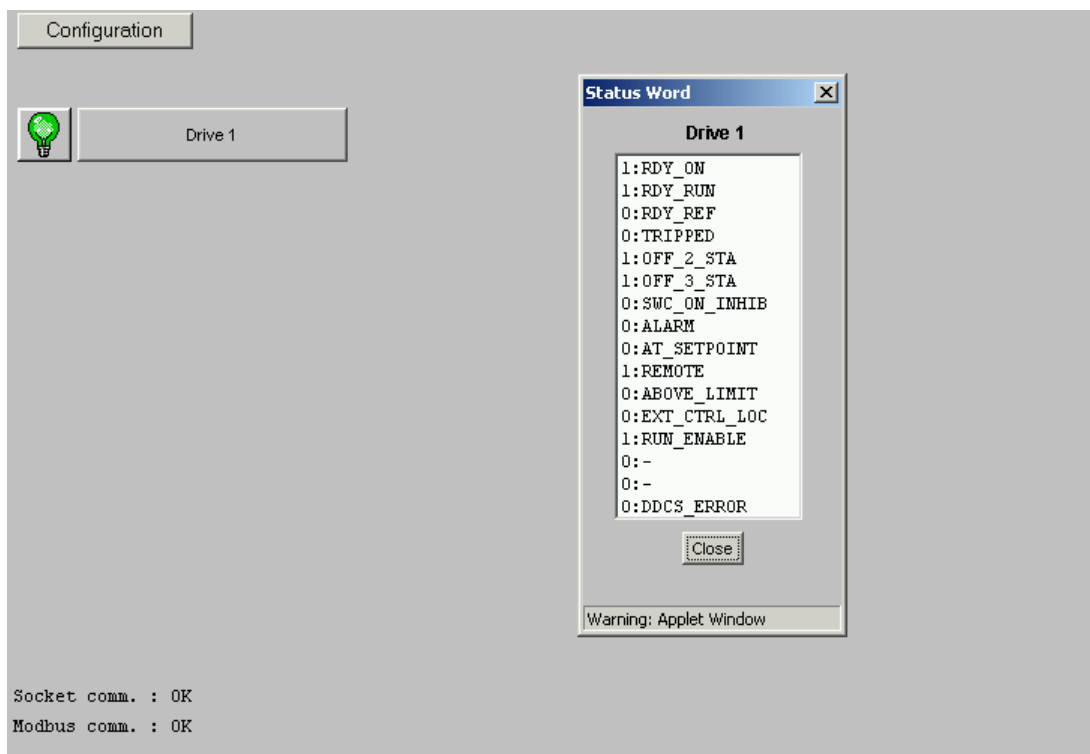 Configuration
Drive 1
Status Word
Drive 1
1:RDY_ON
1:RDY_RUN
0:RDY_REF
0:TRIPPED
1:OFF_2_STA
1:OFF_3_STA
0:SWC_ON_INHIB
0:ALARM
0:AT_SETPOINT
1:REMOTE
0:ABOVE_LIMIT
0:EXT_CTRL_LOC
1:RUN_ENABLE
0:-
0:-
0:DDCS_ERROR
Close
Warning: Applet Window
Socket comm. : OK
Modbus comm. : OK